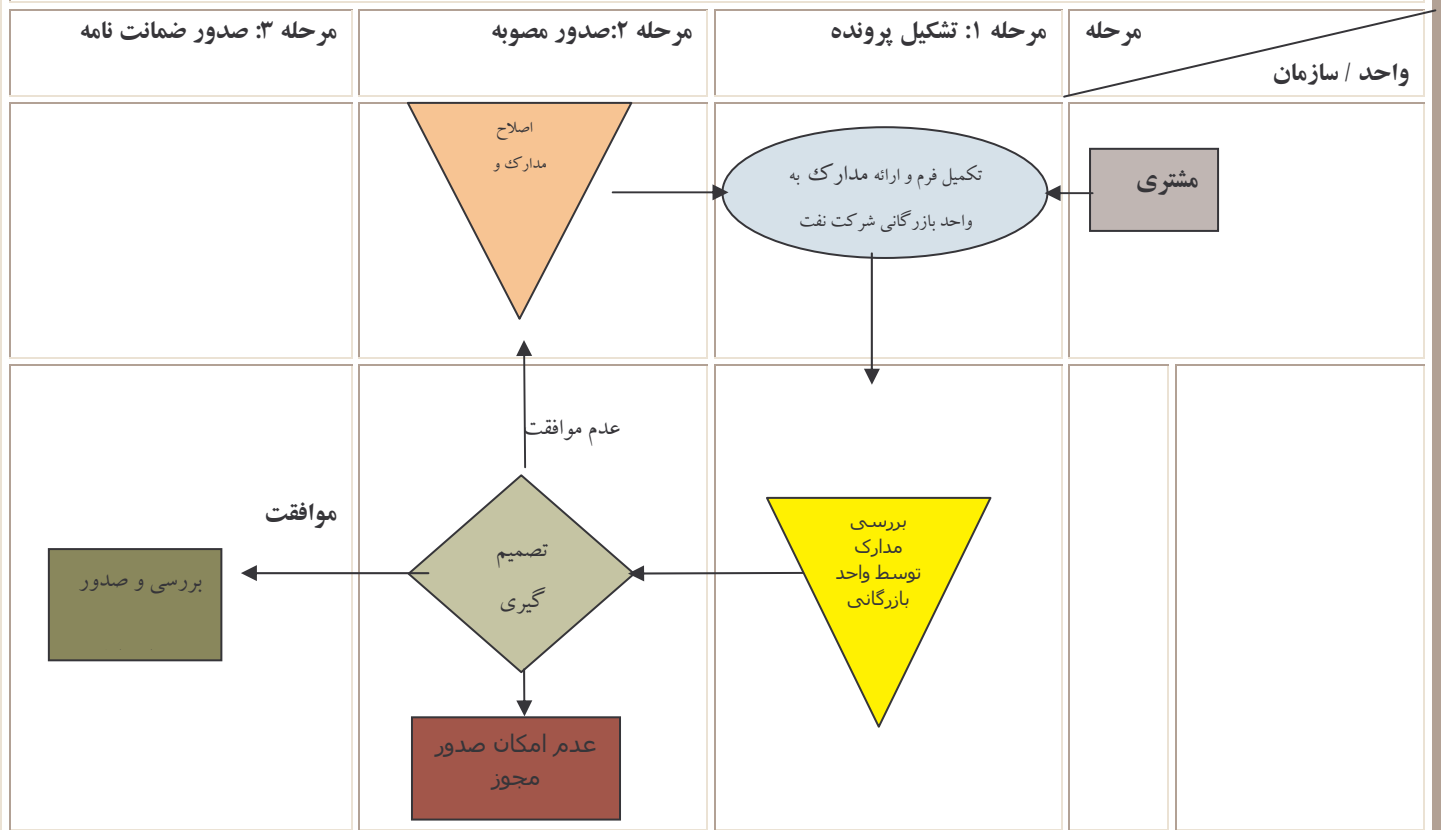 مرحله
واحد / سازمان
مرحله ۱: تشکیل پرونده
مرحله ۲:صدور مصوبه
مرحله ۳: صدور ضمانت نامه
مشتری
تکمیل فرم و ارائه مدارک به
واحد بازرگانی شرکت نفت
اصلاح
مدارک و
بررسی
مدارک
توسط واحد
بازرگانی
عدم موافقت
تصمیم
گیری
موافقت
بررسی و صدور
عدم امکان صدور
مجوز